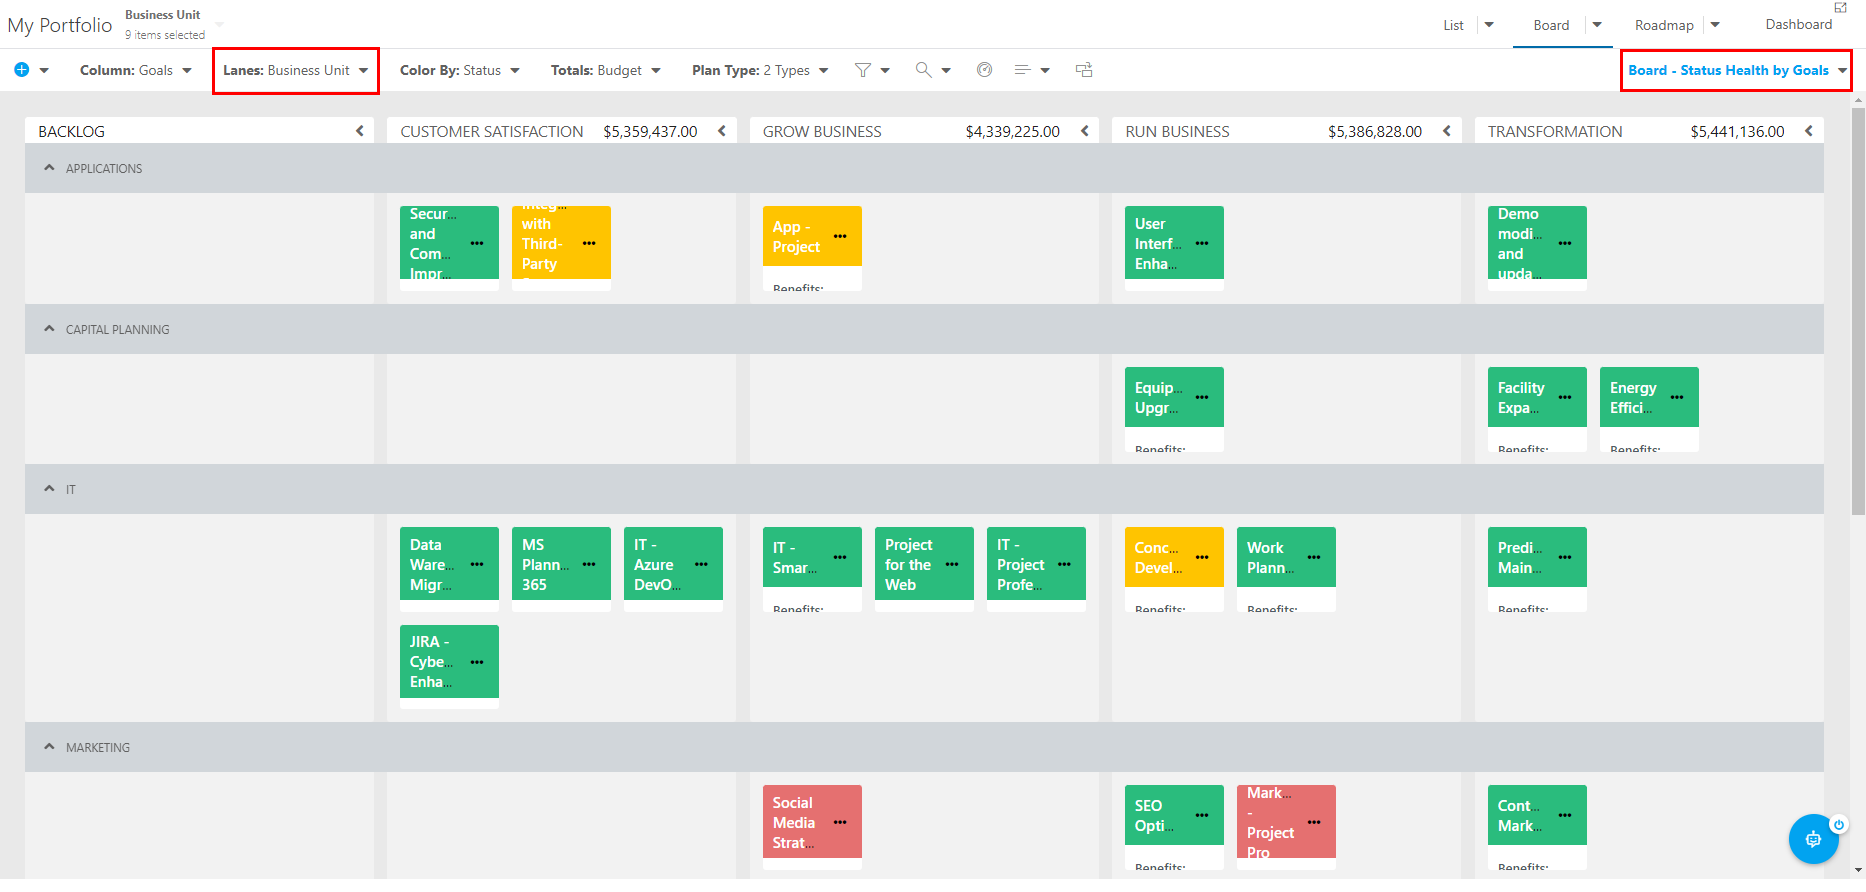 My Portfolio
Business Unit
9 items selected
List
Board
Roadmap
Dashboard
Column: Goals
Lanes: Business Unit
Color By: Status
Totals: Budget
Plan Type: 2 Types
Board - Status Health by Goals
BACKLOG
CUSTOMER SATISFACTION $5,359,437.00
GROW BUSINESS $4,339,225.00
RUN BUSINESS $5,386,828.00
TRANSFORMATION $5,441,136.00
APPLICATIONS
Secur...
and
Com...
Impr...
Integ...
with
Third-
Party
App -
Project
Benefits:
User
Interf...
Enha...
Demo
modi...
and
upda...
CAPITAL PLANNING
Equip...
Upgr...
Benefits:
Facility
Expa...
Benefits:
Energy
Effici...
Benefits:
IT
Data
Ware...
Migr...
MS
Plann...
365
IT -
Azure
DevO...
IT -
Smar...
Benefits:
Project
for the
Web
IT -
Project
Profe...
Conc...
Devel...
Benefits:
Work
Plann...
Benefits:
Predi...
Main...
Benefits:
JIRA -
Cybe...
Enha...
MARKETING
Social
Media
Strat...
SEO
Opti...
Benefits:
Mark...
-
Project
Pro
Cont...
Mark...
Benefits: